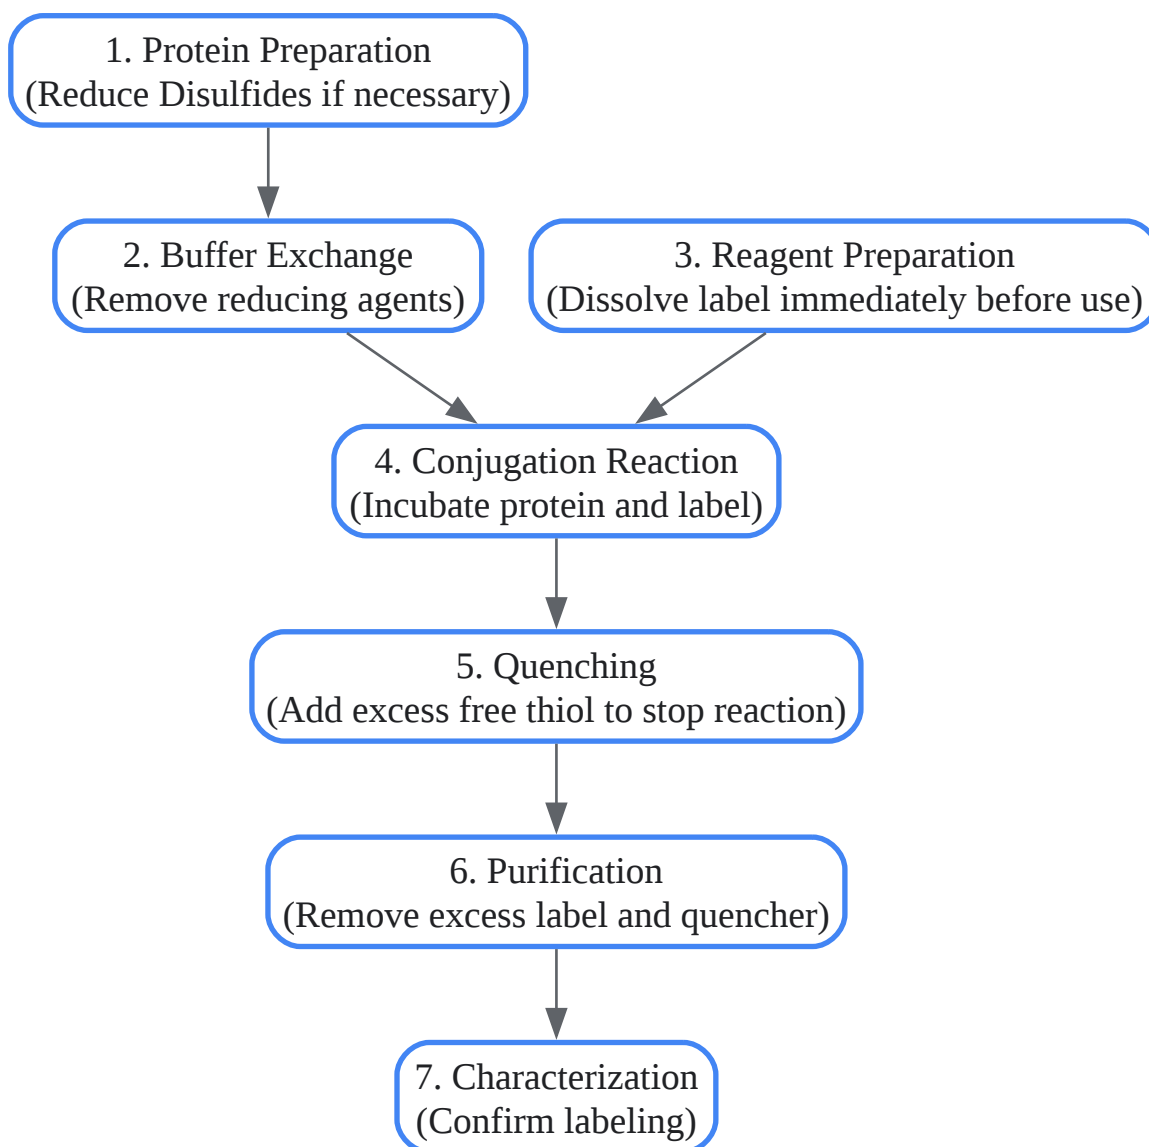 1. Protein Preparation
(Reduce Disulfides if necessary)
2. Buffer Exchange
(Remove reducing agents)
3. Reagent Preparation
(Dissolve label immediately before use)
4. Conjugation Reaction
(Incubate protein and label)
5. Quenching
(Add excess free thiol to stop reaction)
6. Purification
(Remove excess label and quencher)
7. Characterization
(Confirm labeling)